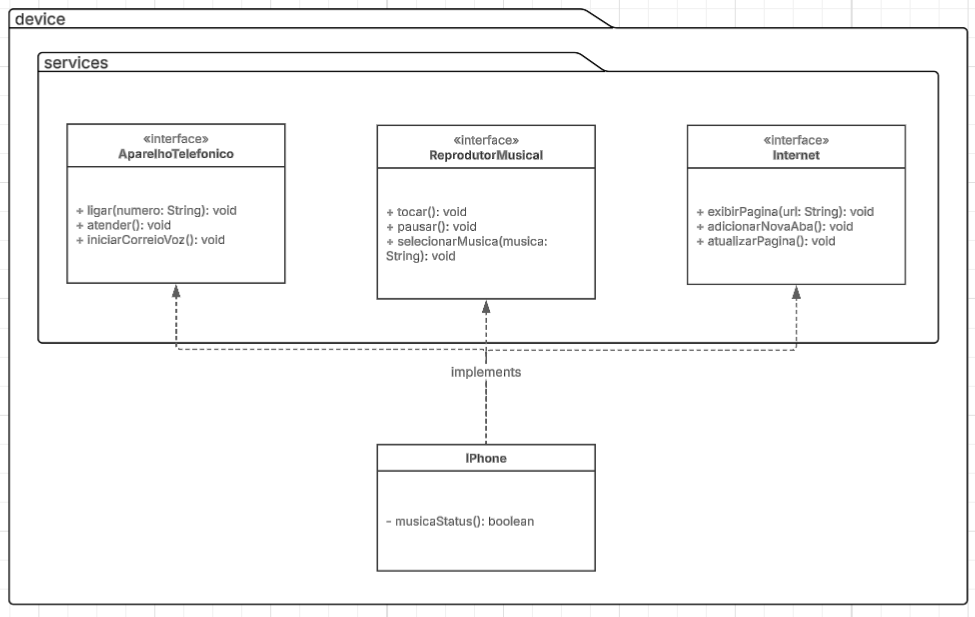 device
services
«interface»
AparelhoTelefonico
+ ligar(numero: String): void
+ atender(): void
+ iniciarCorreioVoz(): void
«interface»
ReprodutorMusical
+ tocar(): void
+ pausar(): void
+ selecionarMusica(musica:
String): void
«interface»
Internet
+ exibirPagina(url: String): void
+ adicionarNovaAba(): void
+ atualizarPagina(): void
implements
IPhone
- musicaStatus(): boolean